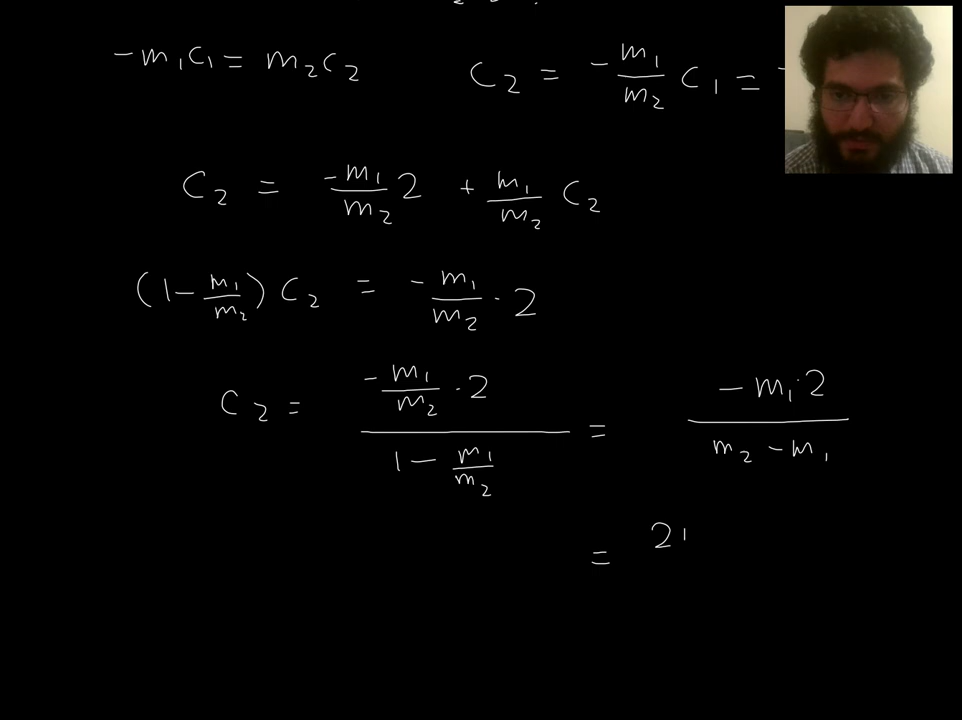 -m₁c₁ = m₂c₂   c₂ = -m₁/m₂ c₁ = -
c₂ = -m₁/m₂ 2 + m₁/m₂ c₂
(1 - m₁/m₂) c₂ = -m₁/m₂ · 2
c₂ = (-m₁/m₂ · 2)/(1 - m₁/m₂) = (-m₁·2)/(m₂ - m₁)
= 2